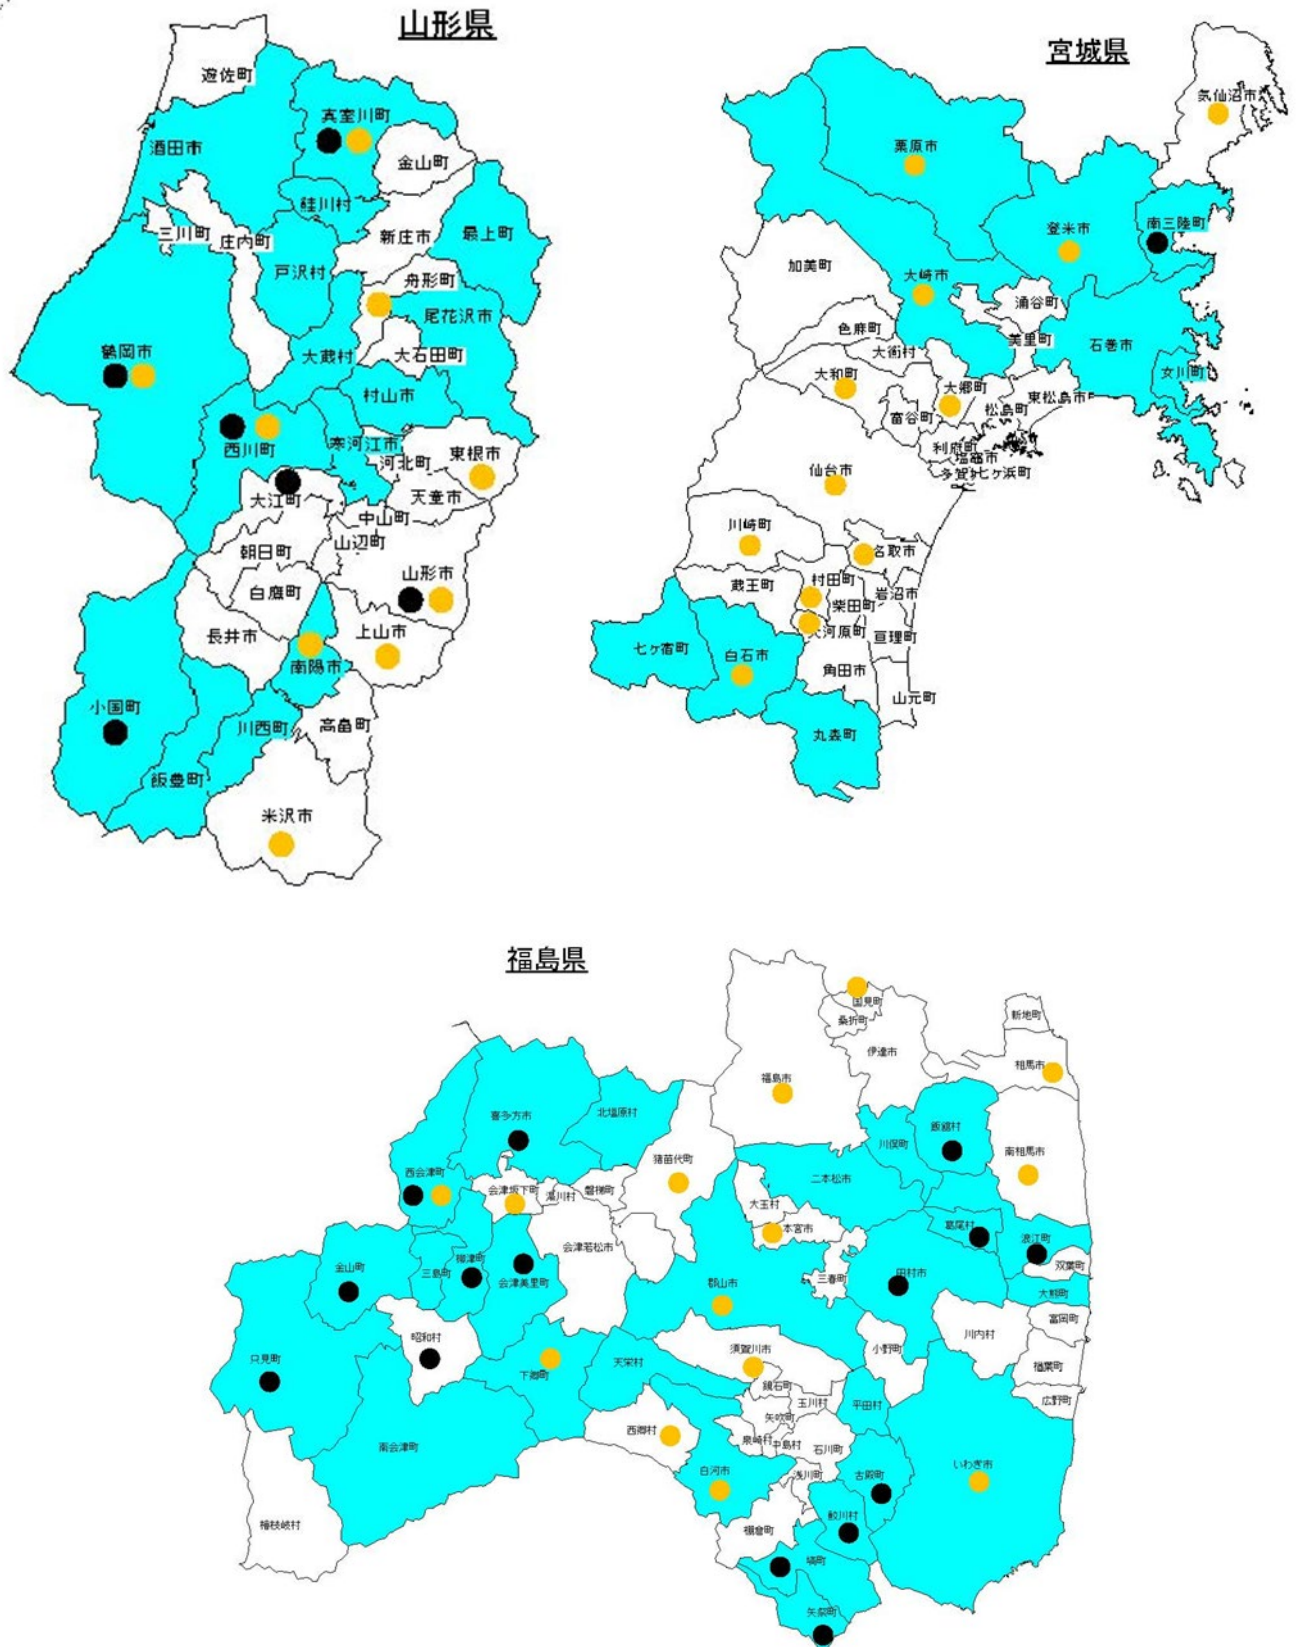 山形県
遊佐町
真室川町
酒田市
金山町
鮭川村
三川町
庄内町
新庄市
最上町
戸沢村
舟形町
尾花沢市
鶴岡市
大蔵村
大石田町
村山市
西川町
寒河江市
河北町
東根市
大江町
天童市
中山町
朝日町
山辺町
山形市
白鷹町
長井市
上山市
南陽市
小国町
川西町
高畠町
飯豊町
米沢市
宮城県
気仙沼市
栗原市
登米市
南三陸町
加美町
大崎市
涌谷町
色麻町
美里町
石巻市
大衡村
女川町
大和町
大郷町
東松島市
富谷町
松島町
利府町
塩竈市
仙台市
七ヶ浜町
川崎町
名取市
蔵王町
村田町
岩沼市
柴田町
大河原町
亘理町
七ヶ宿町
白石市
角田市
山元町
丸森町
福島県
国見町
桑折町
新地町
伊達市
相馬市
福島市
喜多方市
北塩原村
飯舘村
川俣町
猪苗代町
南相馬市
西会津町
二本松市
会津坂下町
湯川村
磐梯町
大玉村
本宮市
葛尾村
浪江町
会津若松市
双葉町
金山町
三島町
柳津町
会津美里町
郡山市
三春町
田村市
大熊町
富岡町
昭和村
須賀川市
小野町
川内村
只見町
下郷町
天栄村
楢葉町
鏡石町
玉川村
平田村
広野町
矢吹町
西郷村
泉崎村
中島村
石川町
南会津町
白河市
浅川町
古殿町
いわき市
鮫川村
檜枝岐村
棚倉町
塙町
矢祭町